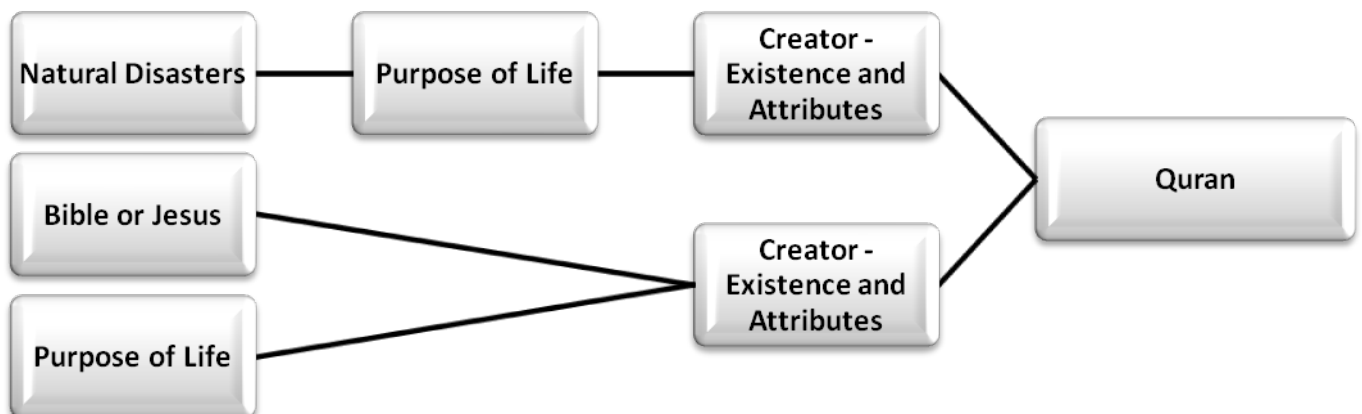 Natural Disasters
Purpose of Life
Creator -
Existence and
Attributes
Quran
Bible or Jesus
Creator -
Existence and
Attributes
Purpose of Life